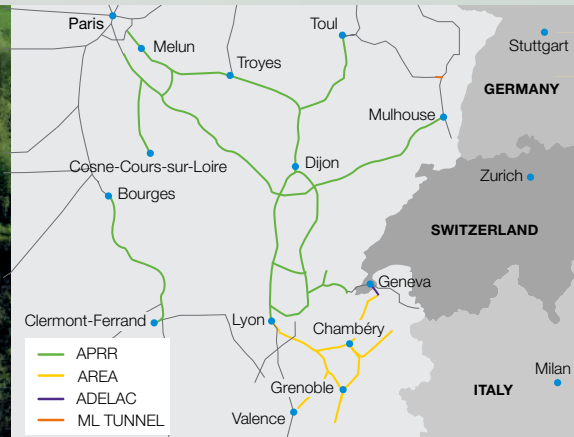 Paris
Toul
Melun
Stuttgart
Troyes
GERMANY
Mulhouse
Cosne-Cours-sur-Loire
Dijon
Zurich
Bourges
SWITZERLAND
Geneva
Clermont-Ferrand
Lyon
Chambéry
APRR
AREA
ADELAC
ML TUNNEL
Grenoble
Milan
ITALY
Valence